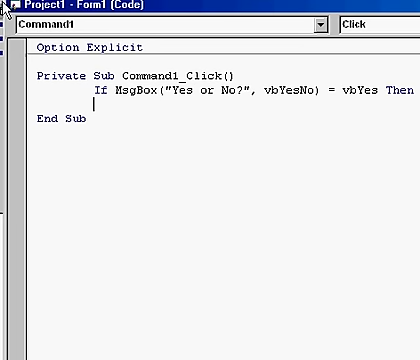 Project1 - Form1 (Code)
Command1 Click
Option Explicit
Private Sub Command1_Click()
If MsgBox("Yes or No?", vbYesNo) = vbYes Then
End Sub